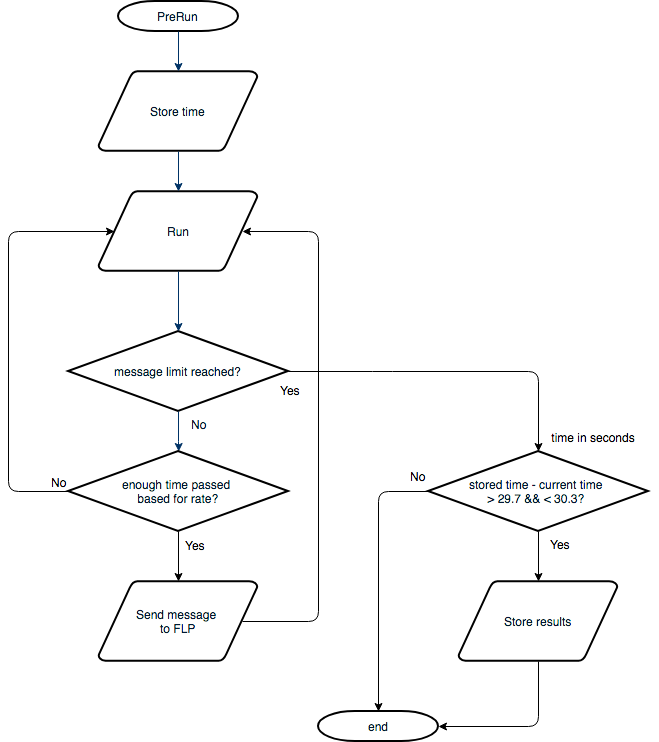 PreRun
Store time
Run
message limit reached?
Yes
No
time in seconds
No
enough time passed
based for rate?
No
stored time - current time
> 29.7 && < 30.3?
Yes
Yes
Send message
to FLP
Store results
end